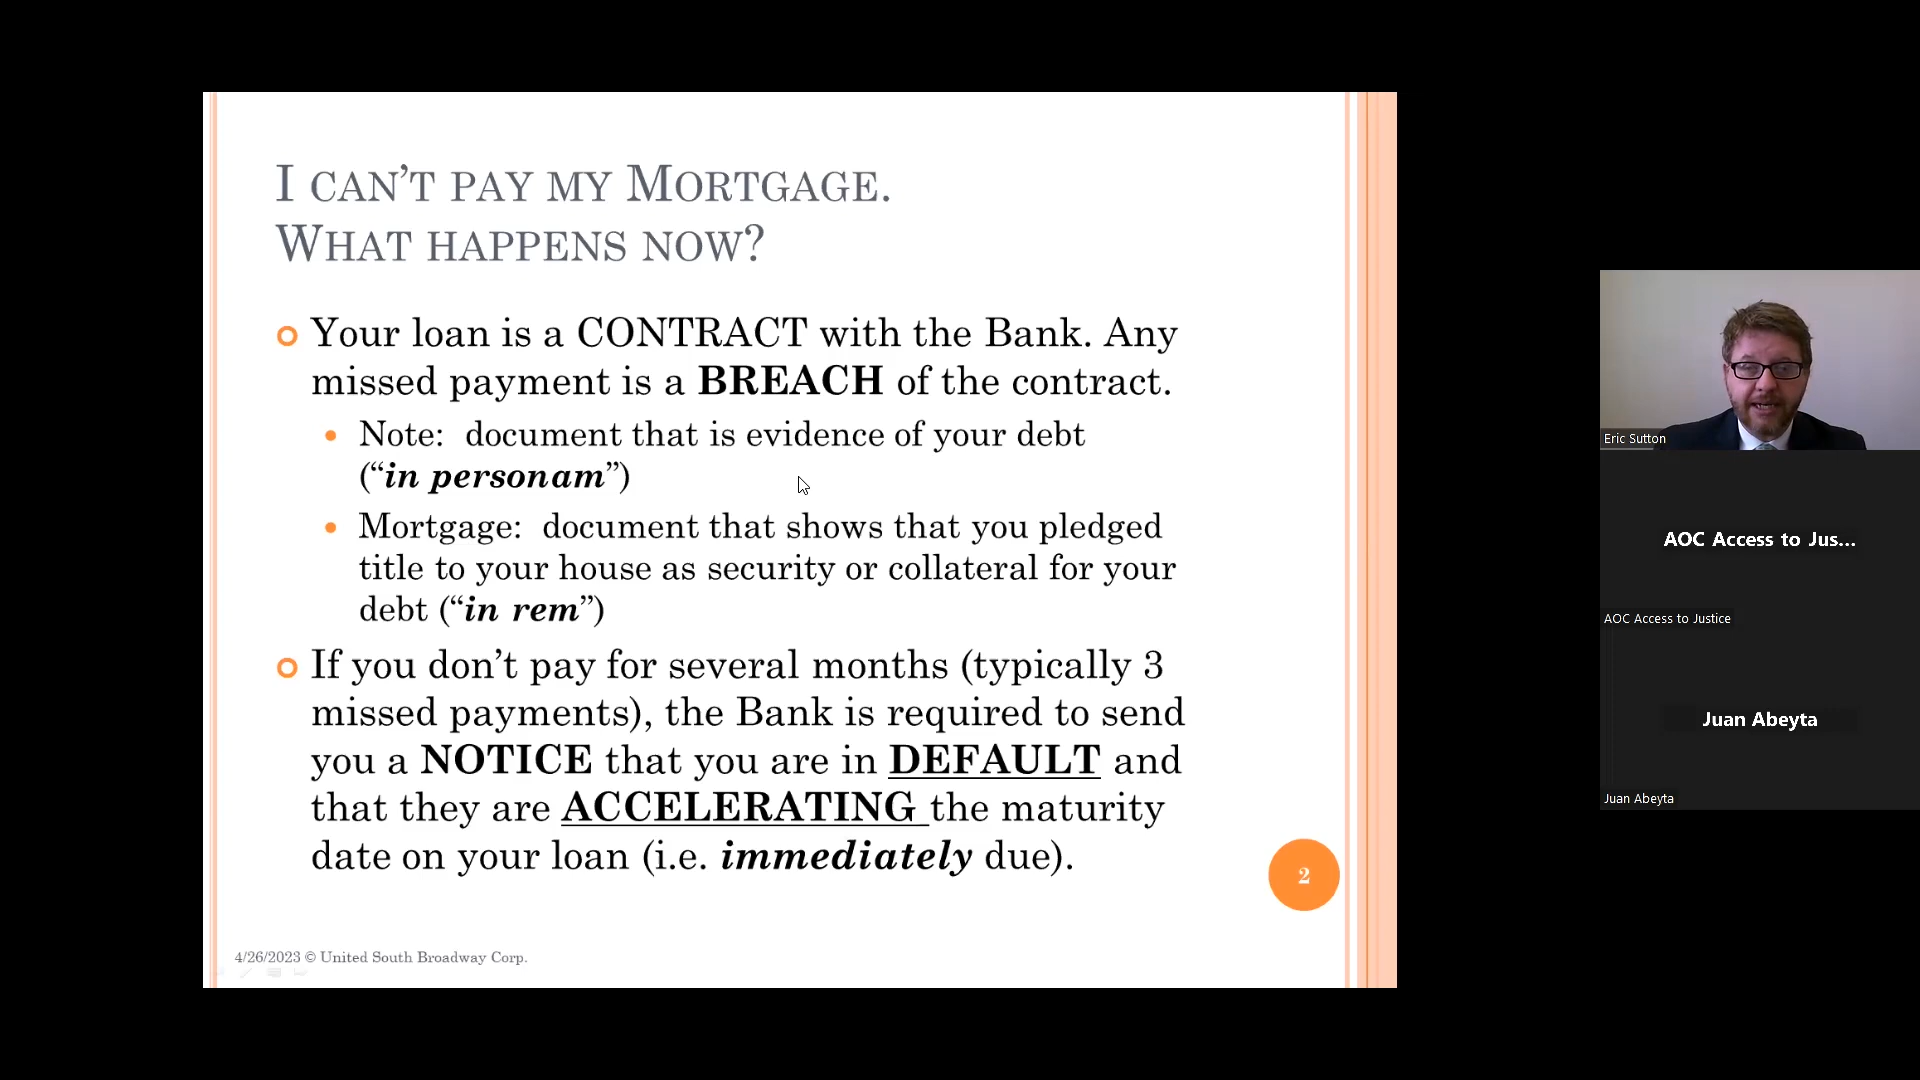 I CAN'T PAY MY MORTGAGE.
WHAT HAPPENS NOW?
Your loan is a CONTRACT with the Bank. Any
missed payment is a BREACH of the contract.
Note:  document that is evidence of your debt
(“in personam”)
Mortgage:  document that shows that you pledged
title to your house as security or collateral for your
debt (“in rem”)
If you don’t pay for several months (typically 3
missed payments), the Bank is required to send
you a NOTICE that you are in DEFAULT and
that they are ACCELERATING the maturity
date on your loan (i.e. immediately due).
2
4/26/2023 © United South Broadway Corp.
Eric Sutton
AOC Access to Jus...
AOC Access to Justice
Juan Abeyta
Juan Abeyta